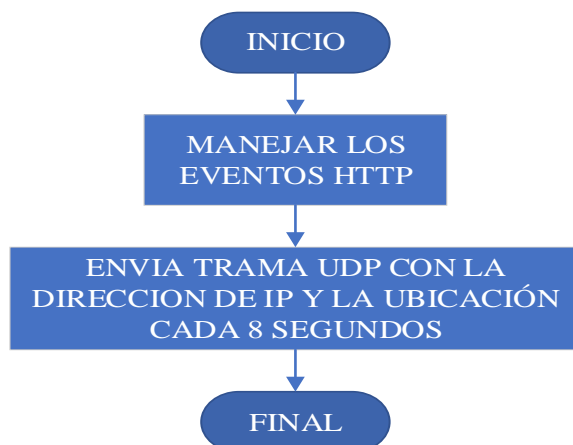 INICIO
MANEJAR LOS
EVENTOS HTTP
ENVIA TRAMA UDP CON LA
DIRECCION DE IP Y LA UBICACIÓN
CADA 8 SEGUNDOS
FINAL